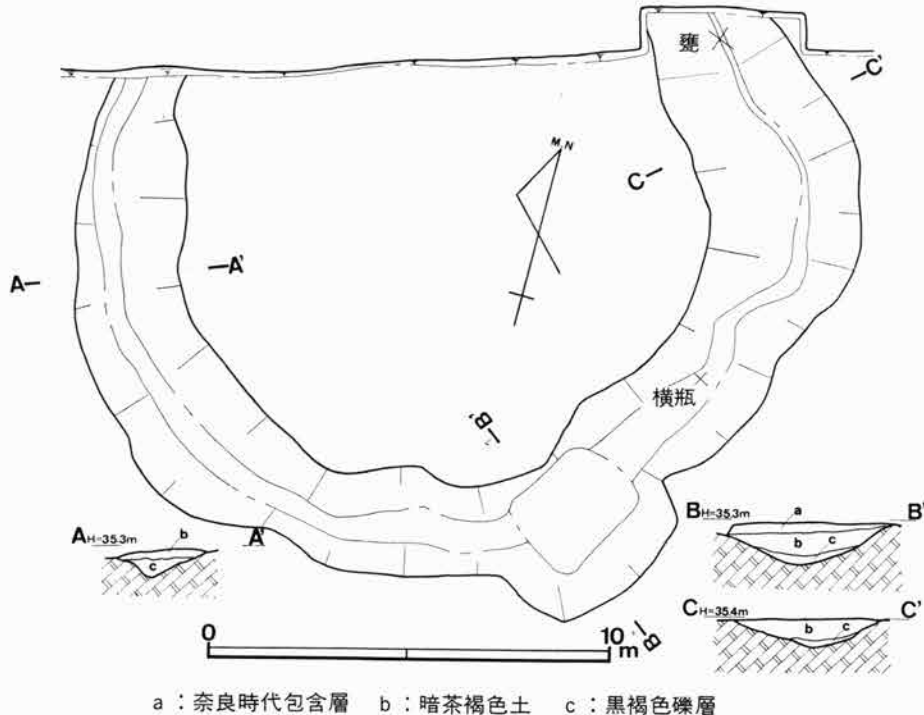 甕
C'
M.N
C
A
A'
横瓶
B'
B
A H=35.3m
b
c
A'
B H=35.3m
B'
a
b
c
C H=35.4m
C'
b
c
0
10
m
a：奈良時代包含層 b：暗茶褐色土 c：黒褐色礫層